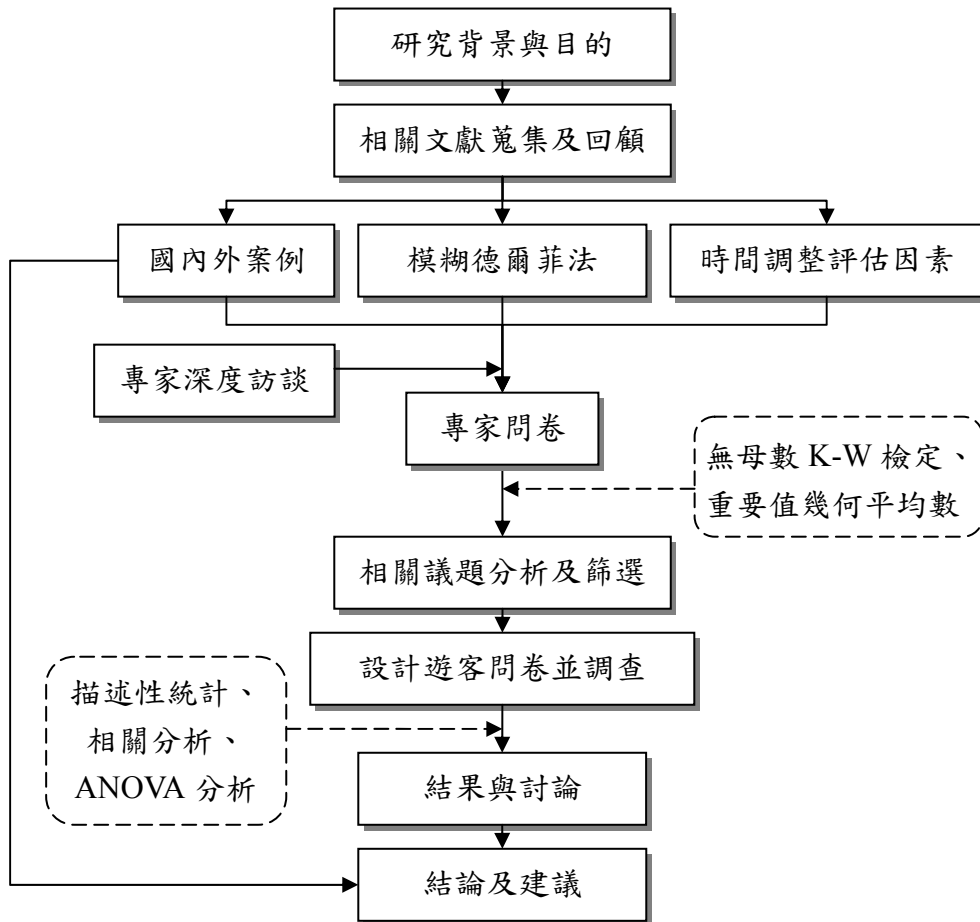 研究背景與目的
相關文獻蒐集及回顧
國內外案例
模糊德爾菲法
時間調整評估因素
專家深度訪談
專家問卷
無母數 K-W 檢定、
重要值幾何平均數
相關議題分析及篩選
設計遊客問卷並調查
描述性統計、
相關分析、
ANOVA 分析
結果與討論
結論及建議